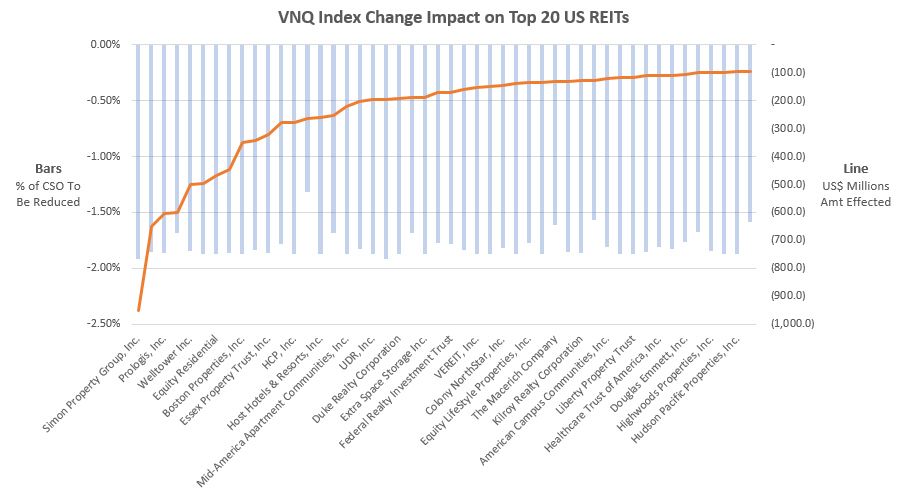 VNQ Index Change Impact on Top 20 US REITs
0.00%
-0.50%
-1.00%
-1.50%
-2.00%
-2.50%
Bars
% of CSO To
Be Reduced
-
(100.0)
(200.0)
(300.0)
(400.0)
(500.0)
(600.0)
(700.0)
(800.0)
(900.0)
(1,000.0)
Line
US$ Millions
Amt Effected
Simon Property Group, Inc.
Prologis, Inc.
Welltower Inc.
Equity Residential
Boston Properties, Inc.
Essex Property Trust, Inc.
HCP, Inc.
Host Hotels & Resorts, Inc.
Mid-America Apartment Communities, Inc.
UDR, Inc.
Duke Realty Corporation
Extra Space Storage Inc.
Federal Realty Investment Trust
VEREIT, Inc.
Colony NorthStar, Inc.
Equity LifeStyle Properties, Inc.
The Macerich Company
Kilroy Realty Corporation
American Campus Communities, Inc.
Liberty Property Trust
Healthcare Trust of America, Inc.
Douglas Emmett, Inc.
Highwoods Properties, Inc.
Hudson Pacific Properties, Inc.